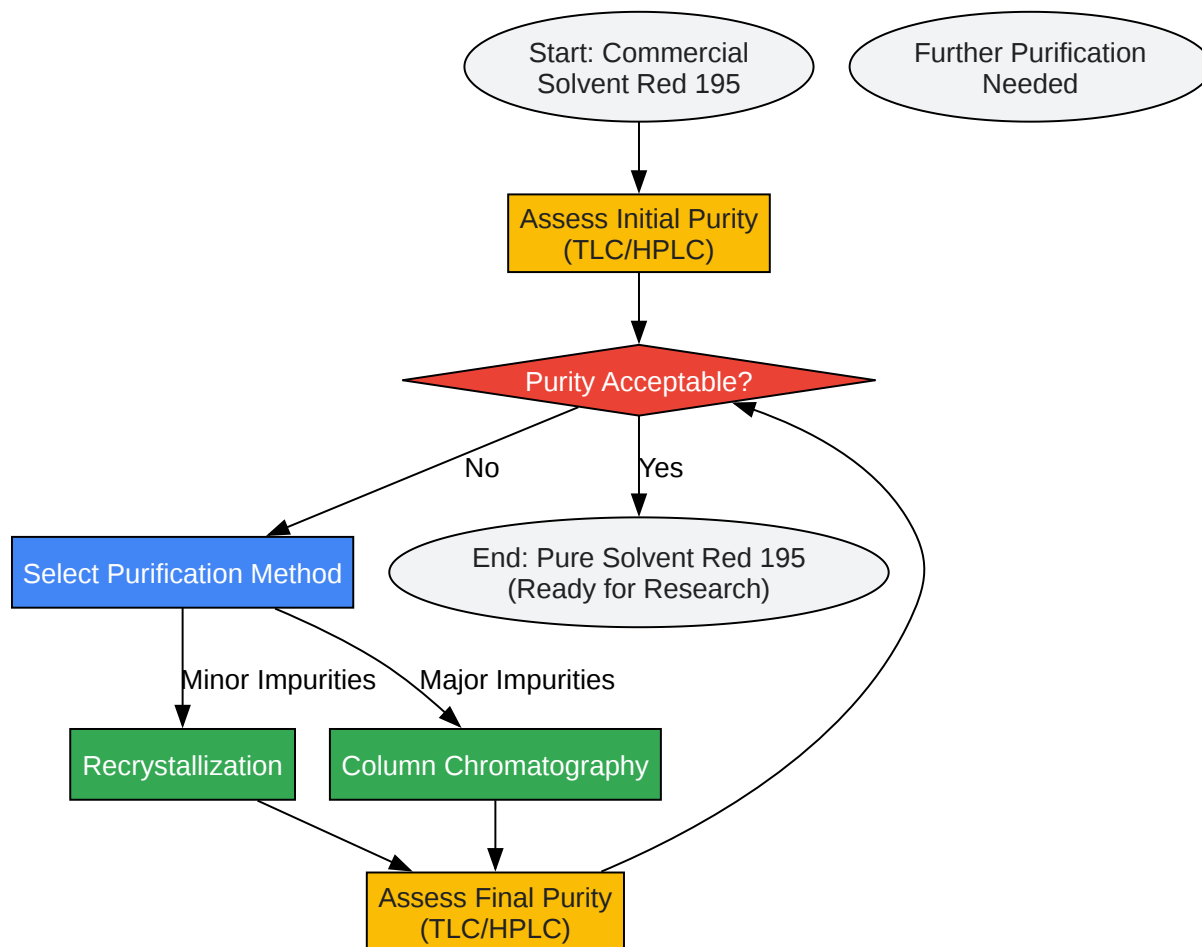 Start: Commercial
Solvent Red 195
Further Purification
Needed
Assess Initial Purity
(TLC/HPLC)
Purity Acceptable?
No
Yes
Select Purification Method
End: Pure Solvent Red 195
(Ready for Research)
Minor Impurities
Major Impurities
Recrystallization
Column Chromatography
Assess Final Purity
(TLC/HPLC)